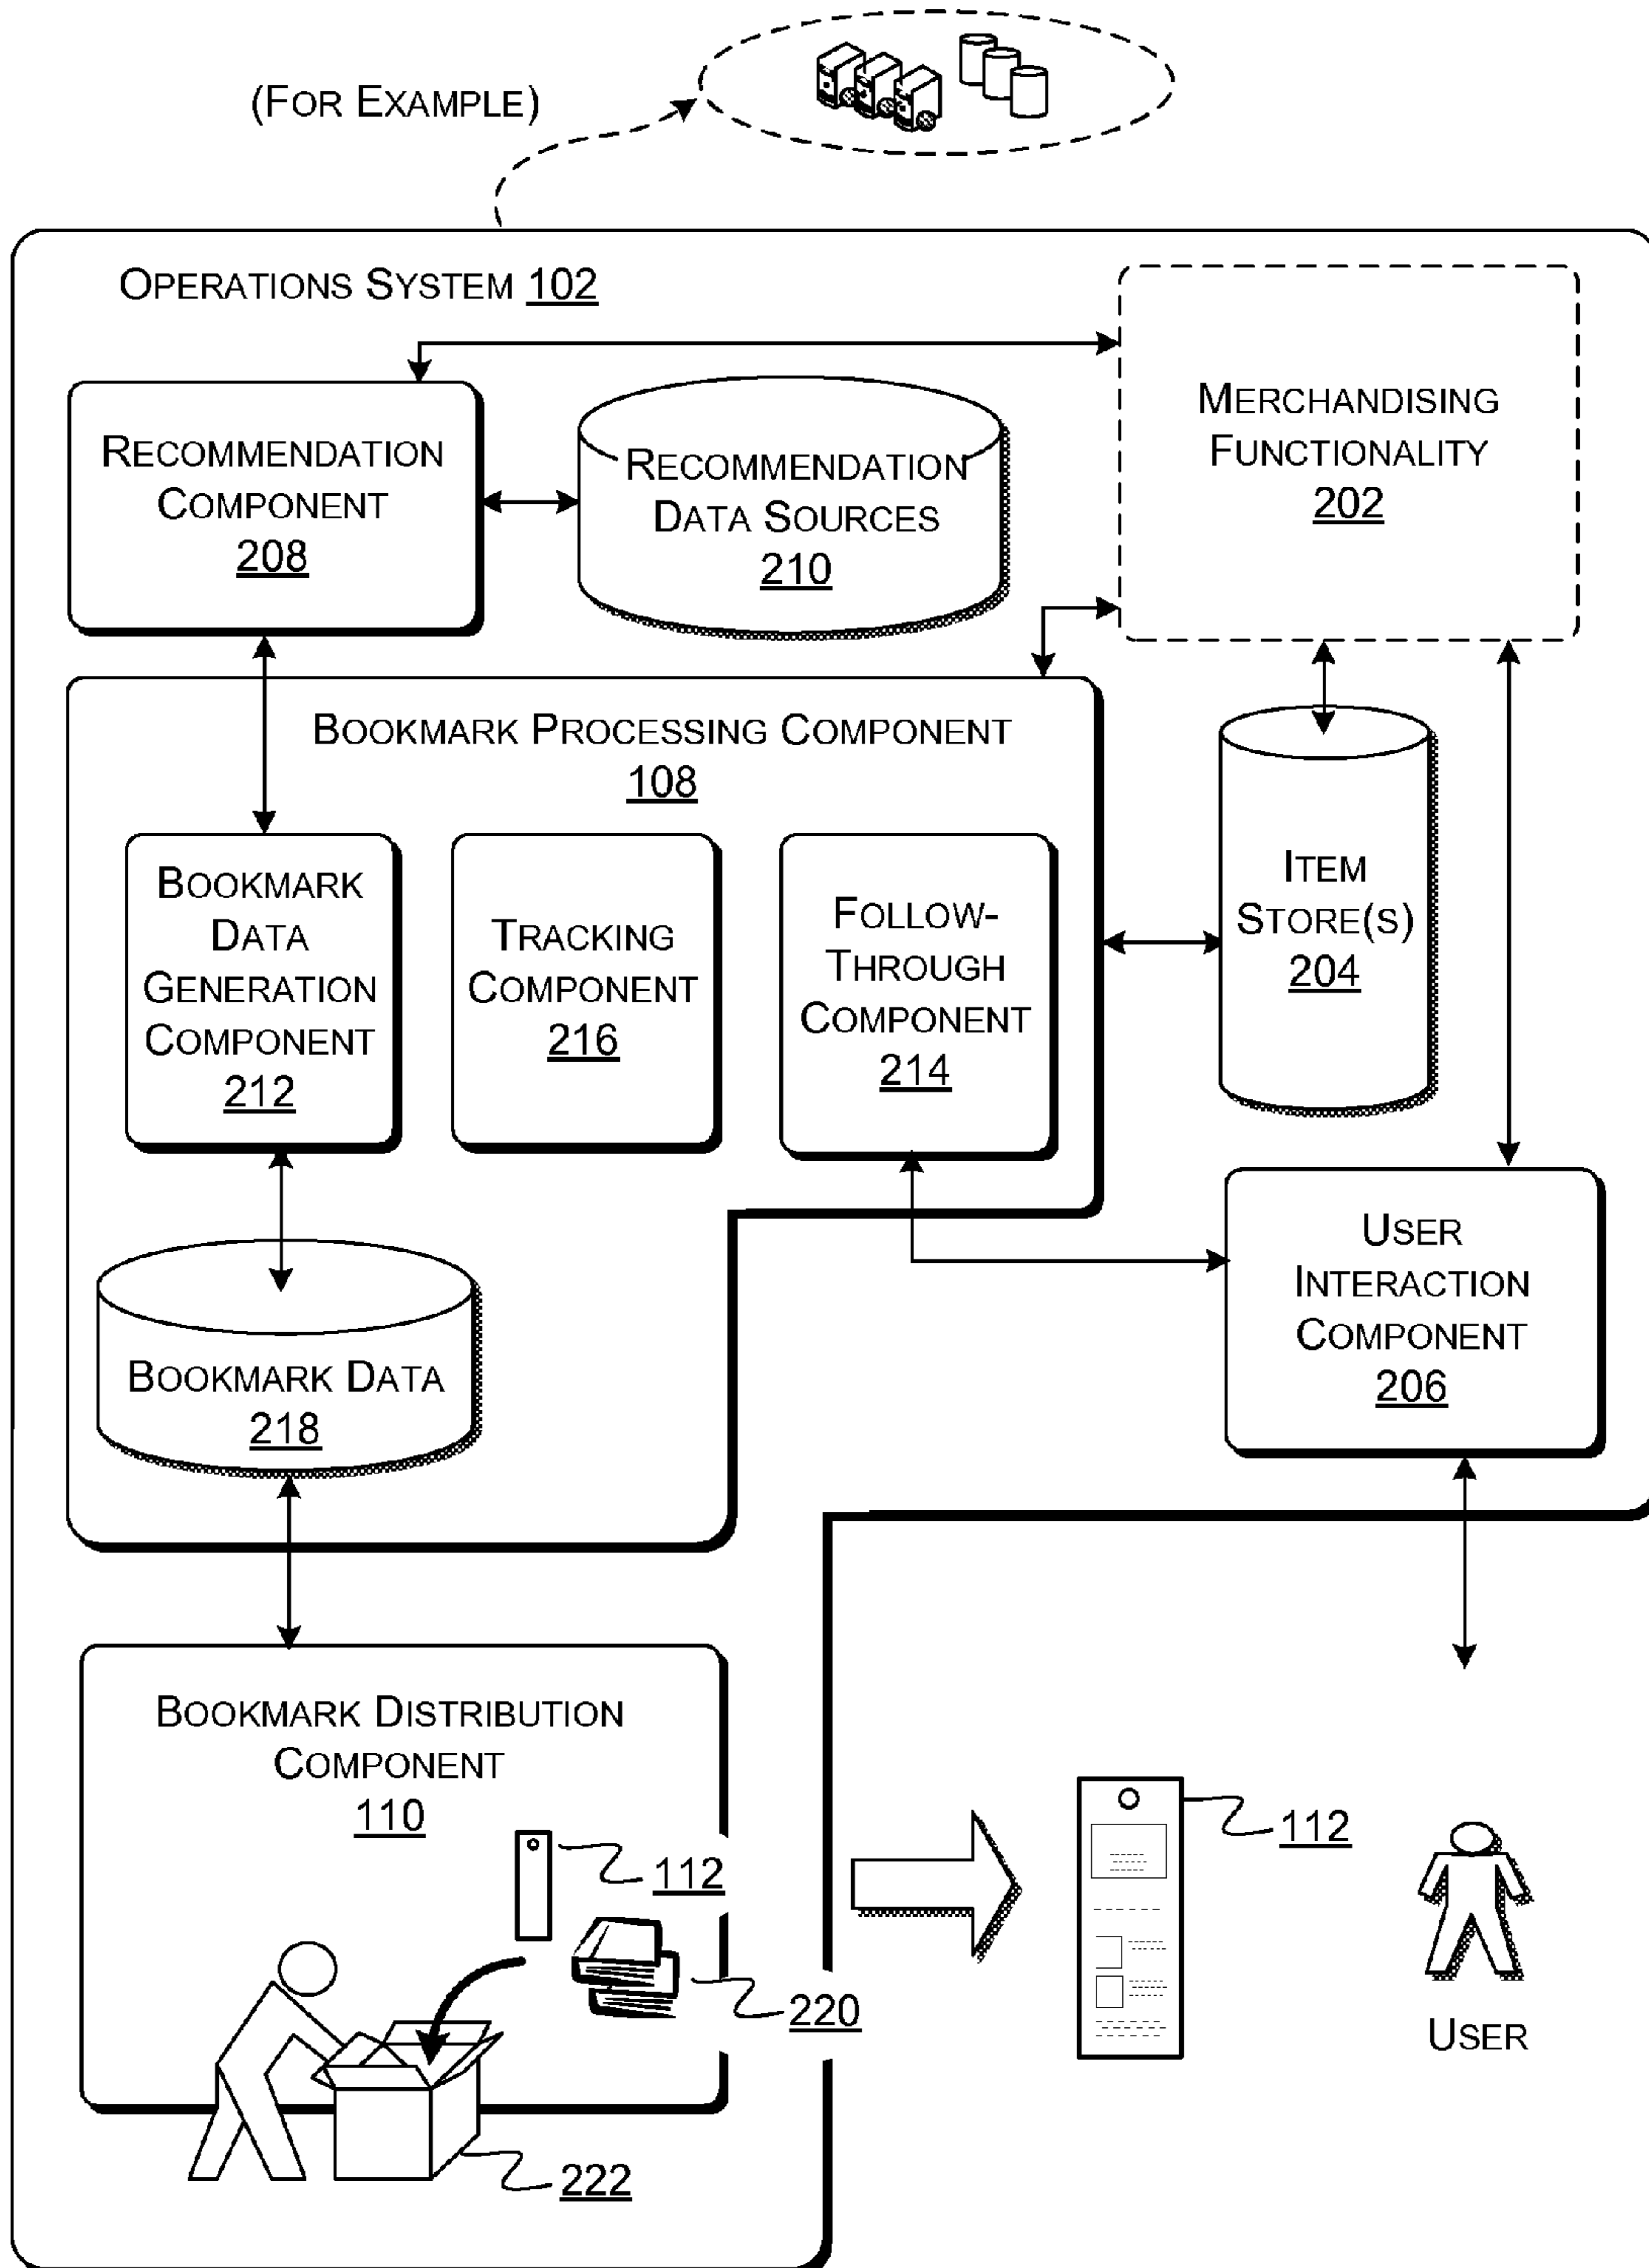 (FOR EXAMPLE)
OPERATIONS SYSTEM 102
RECOMMENDATION
COMPONENT
208
RECOMMENDATION
DATA SOURCES
210
MERCHANDISING
FUNCTIONALITY
202
BOOKMARK PROCESSING COMPONENT
108
BOOKMARK
DATA
GENERATION
COMPONENT
212
TRACKING
COMPONENT
216
FOLLOW-
THROUGH
COMPONENT
214
ITEM
STORE(S)
204
BOOKMARK DATA
218
USER
INTERACTION
COMPONENT
206
BOOKMARK DISTRIBUTION
COMPONENT
110
112
220
222
112
USER